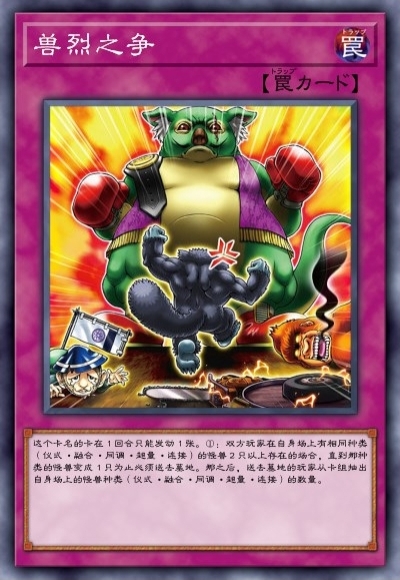 兽烈之争
トラップ
罠
トラップ
【罠カード】
这个卡名的卡在1回合只能发动1张。①：双方玩家在自身场上有相同种类
（仪式·融合·同调·超量·连接）的怪兽2只以上存在的场合，直到那种
类的怪兽变成1只为止必须送去墓地。那之后，送去墓地的玩家从卡组抽出
自身场上的怪兽种类（仪式·融合·同调·超量·连接）的数量。